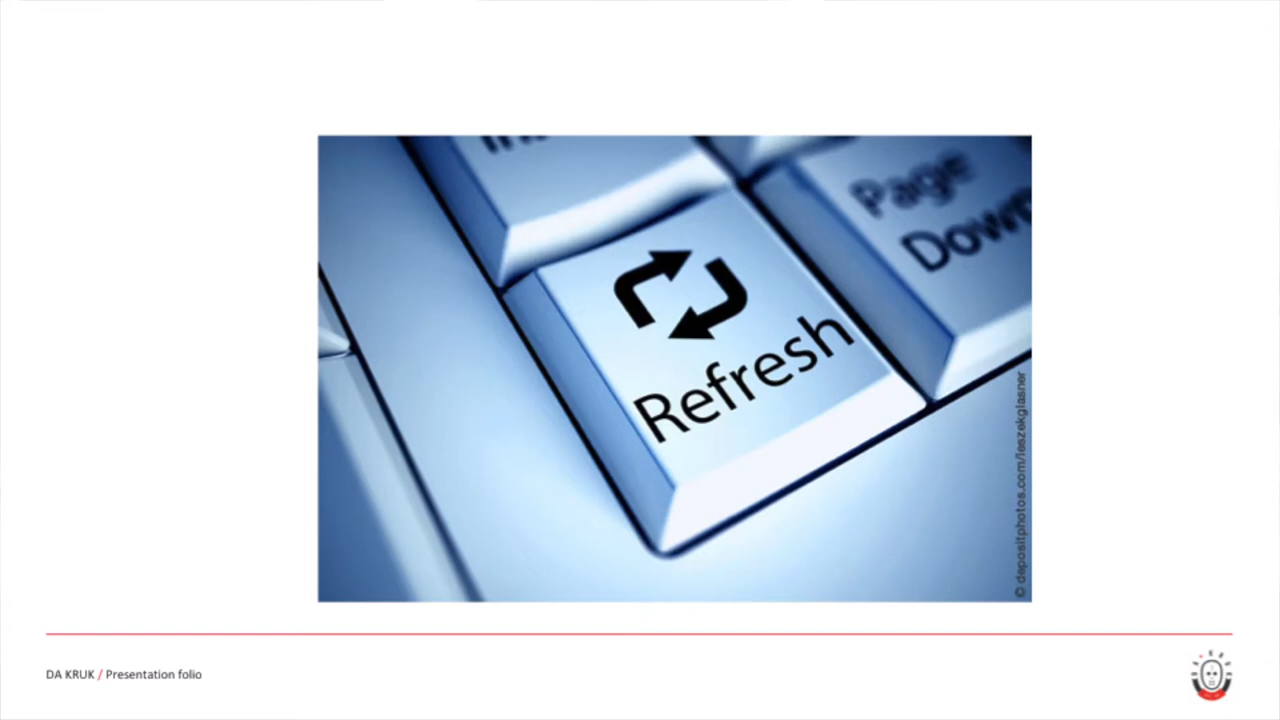 Page
Down
Refresh
© depositphotos.com/leszekglasner
DA KRUK / Presentation folio